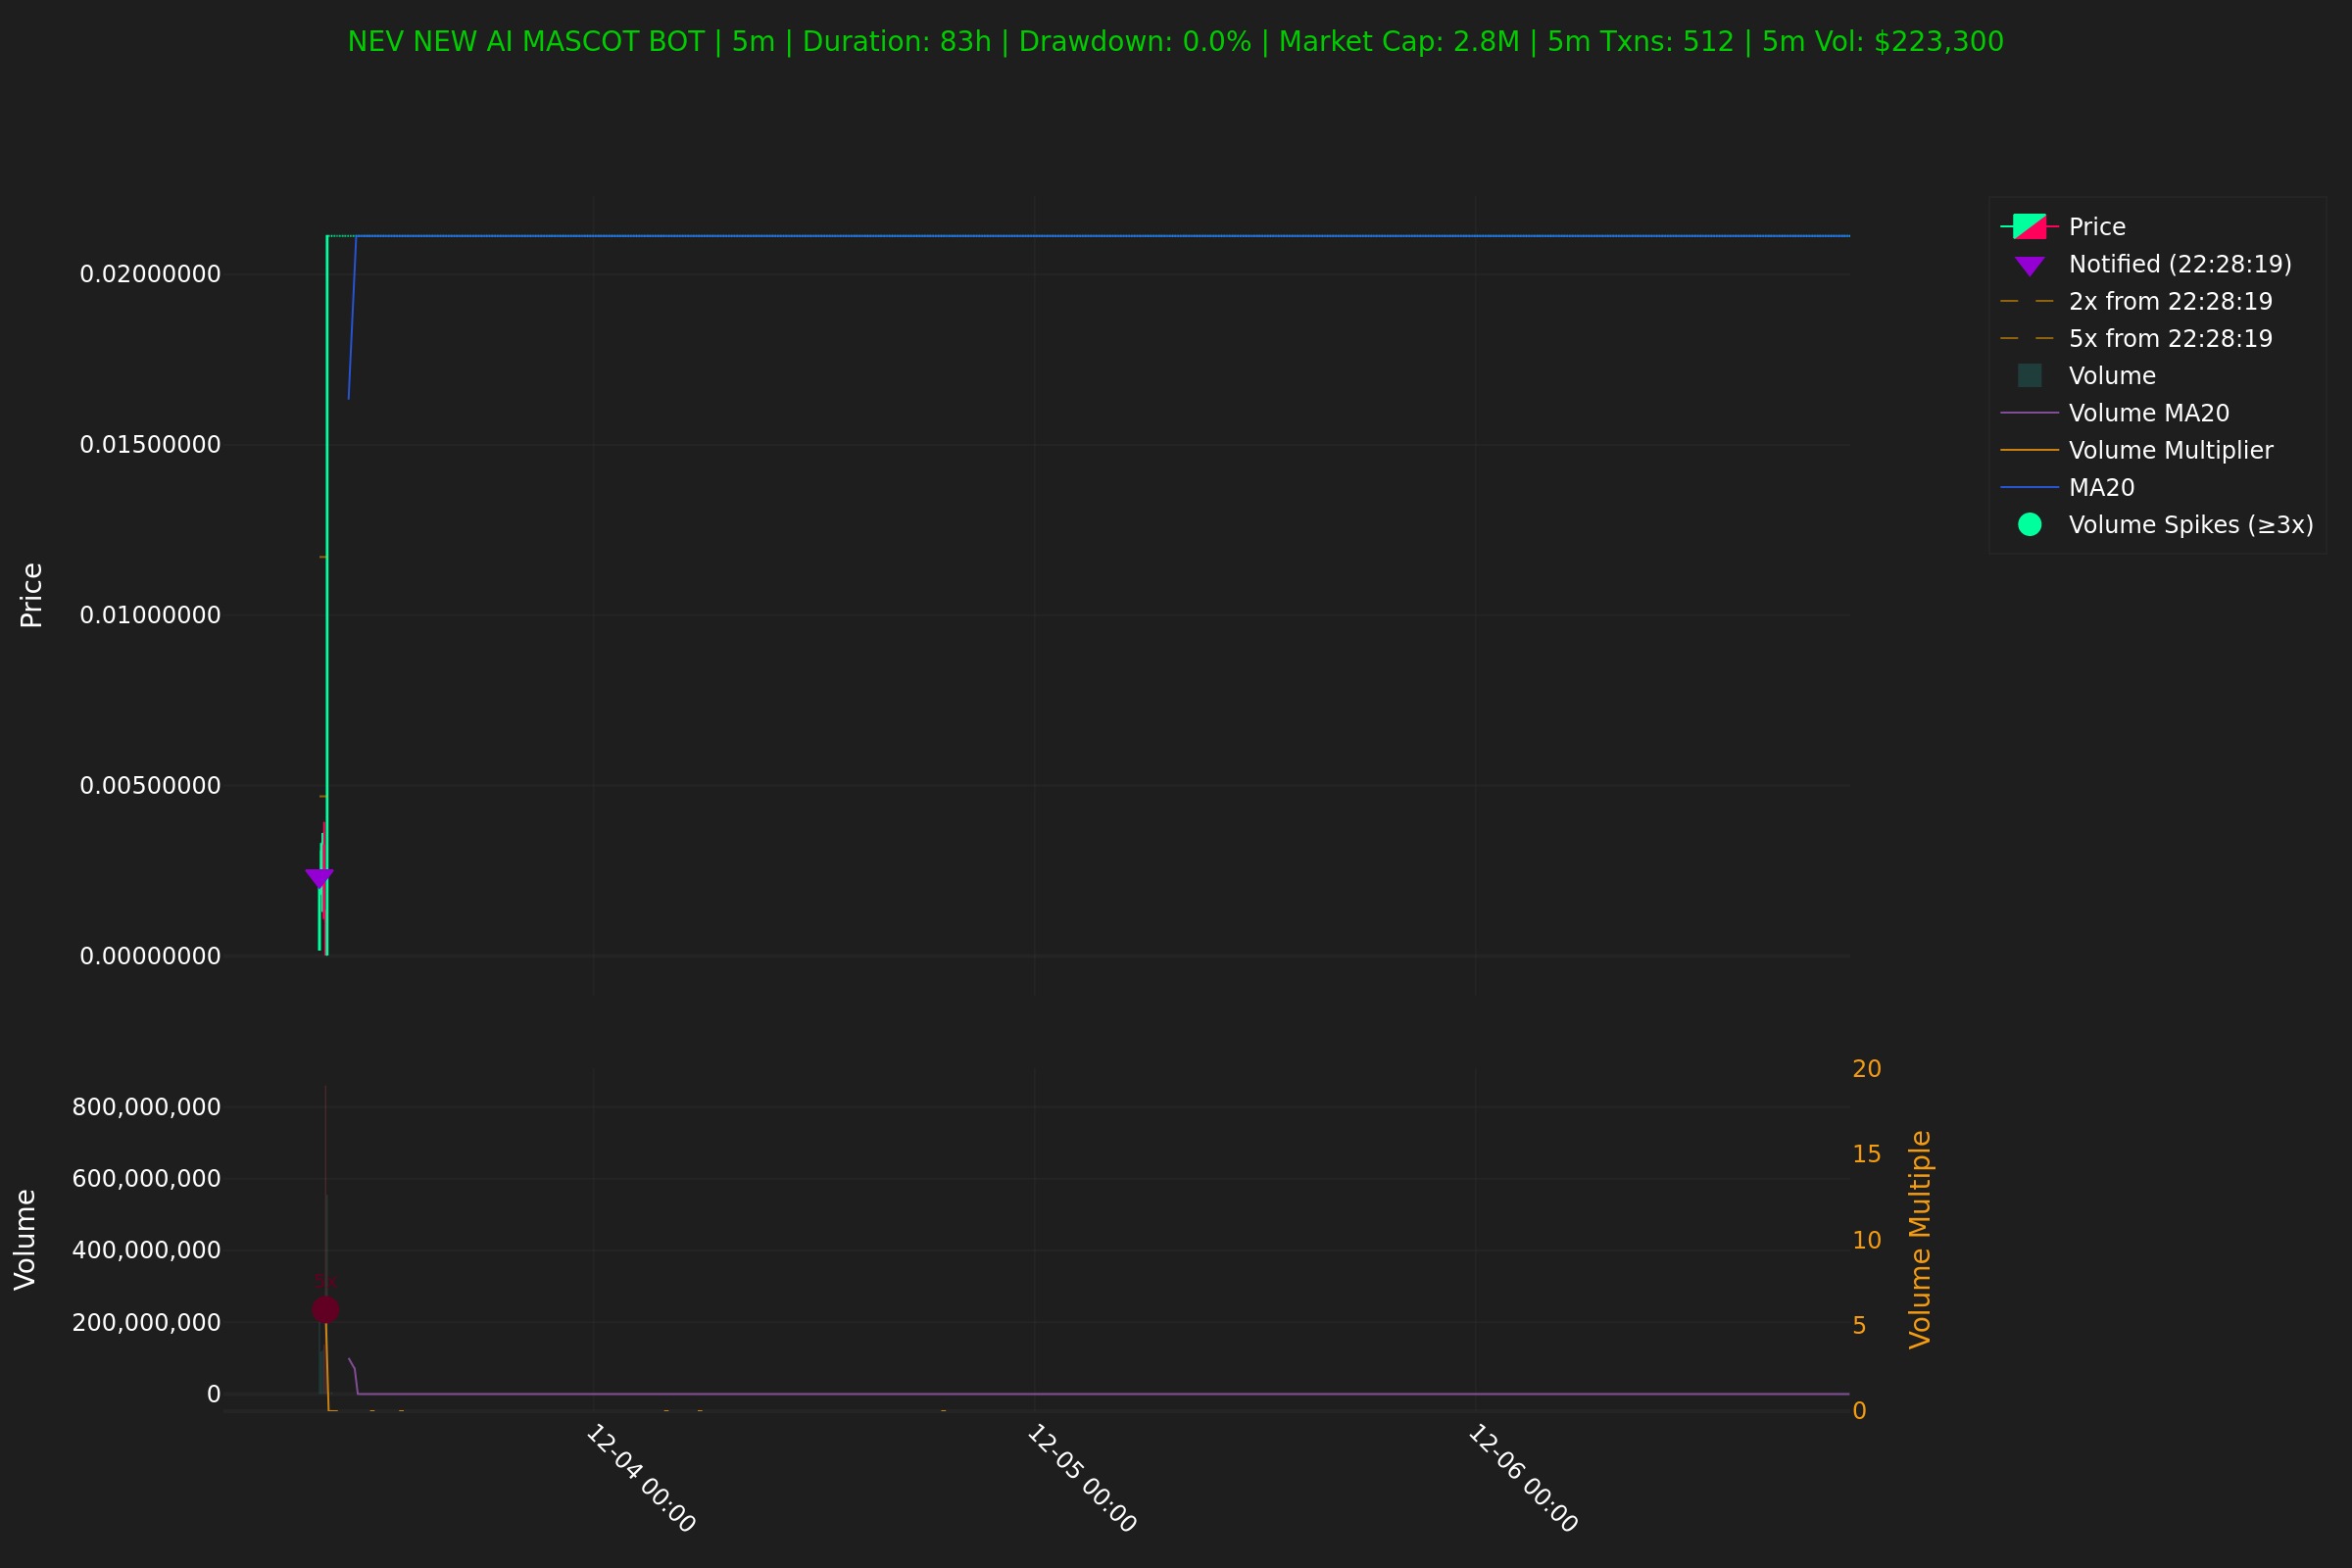 NEV NEW AI MASCOT BOT | 5m | Duration: 83h | Drawdown: 0.0% | Market Cap: 2.8M | 5m Txns: 512 | 5m Vol: $223,300
Price
0.02000000
0.01500000
0.01000000
0.00500000
0.00000000
Price
Notified (22:28:19)
2x from 22:28:19
5x from 22:28:19
Volume
Volume MA20
Volume Multiplier
MA20
Volume Spikes (≥3x)
Volume
800,000,000
600,000,000
400,000,000
200,000,000
0
20
15
10
5
0
Volume Multiple
12-04 00:00
12-05 00:00
12-06 00:00